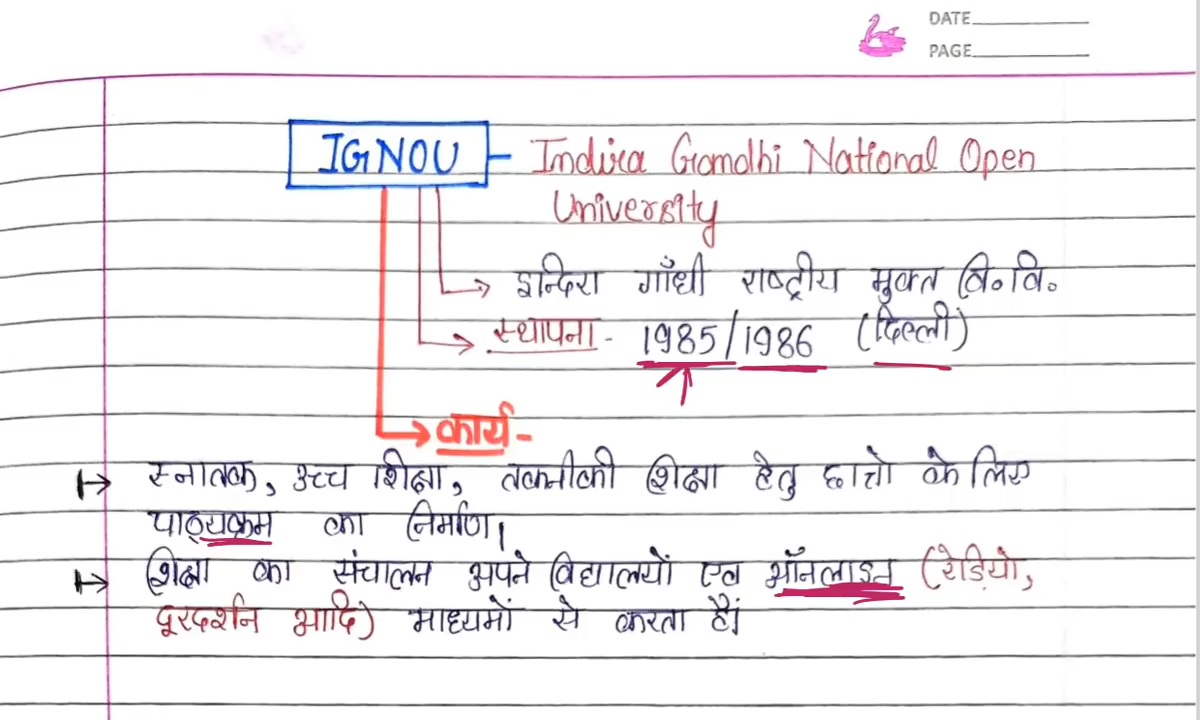 DATE
PAGE
IGNOU - Indira Gandhi National Open
University
इन्दिरा गाँधी राष्ट्रीय मुक्त वि॰ वि॰
स्थापना - 1985/1986 (दिल्ली)
कार्य -
स्नातक, उच्च शिक्षा, तकनीकी शिक्षा हेतु छात्रो के लिए
पाठ्यक्रम का निर्माण।
शिक्षा का संचालन अपने विद्यालयों एव ऑनलाइन (रेडियो,
दूरदर्शन आदि) माध्यमों से करता है।